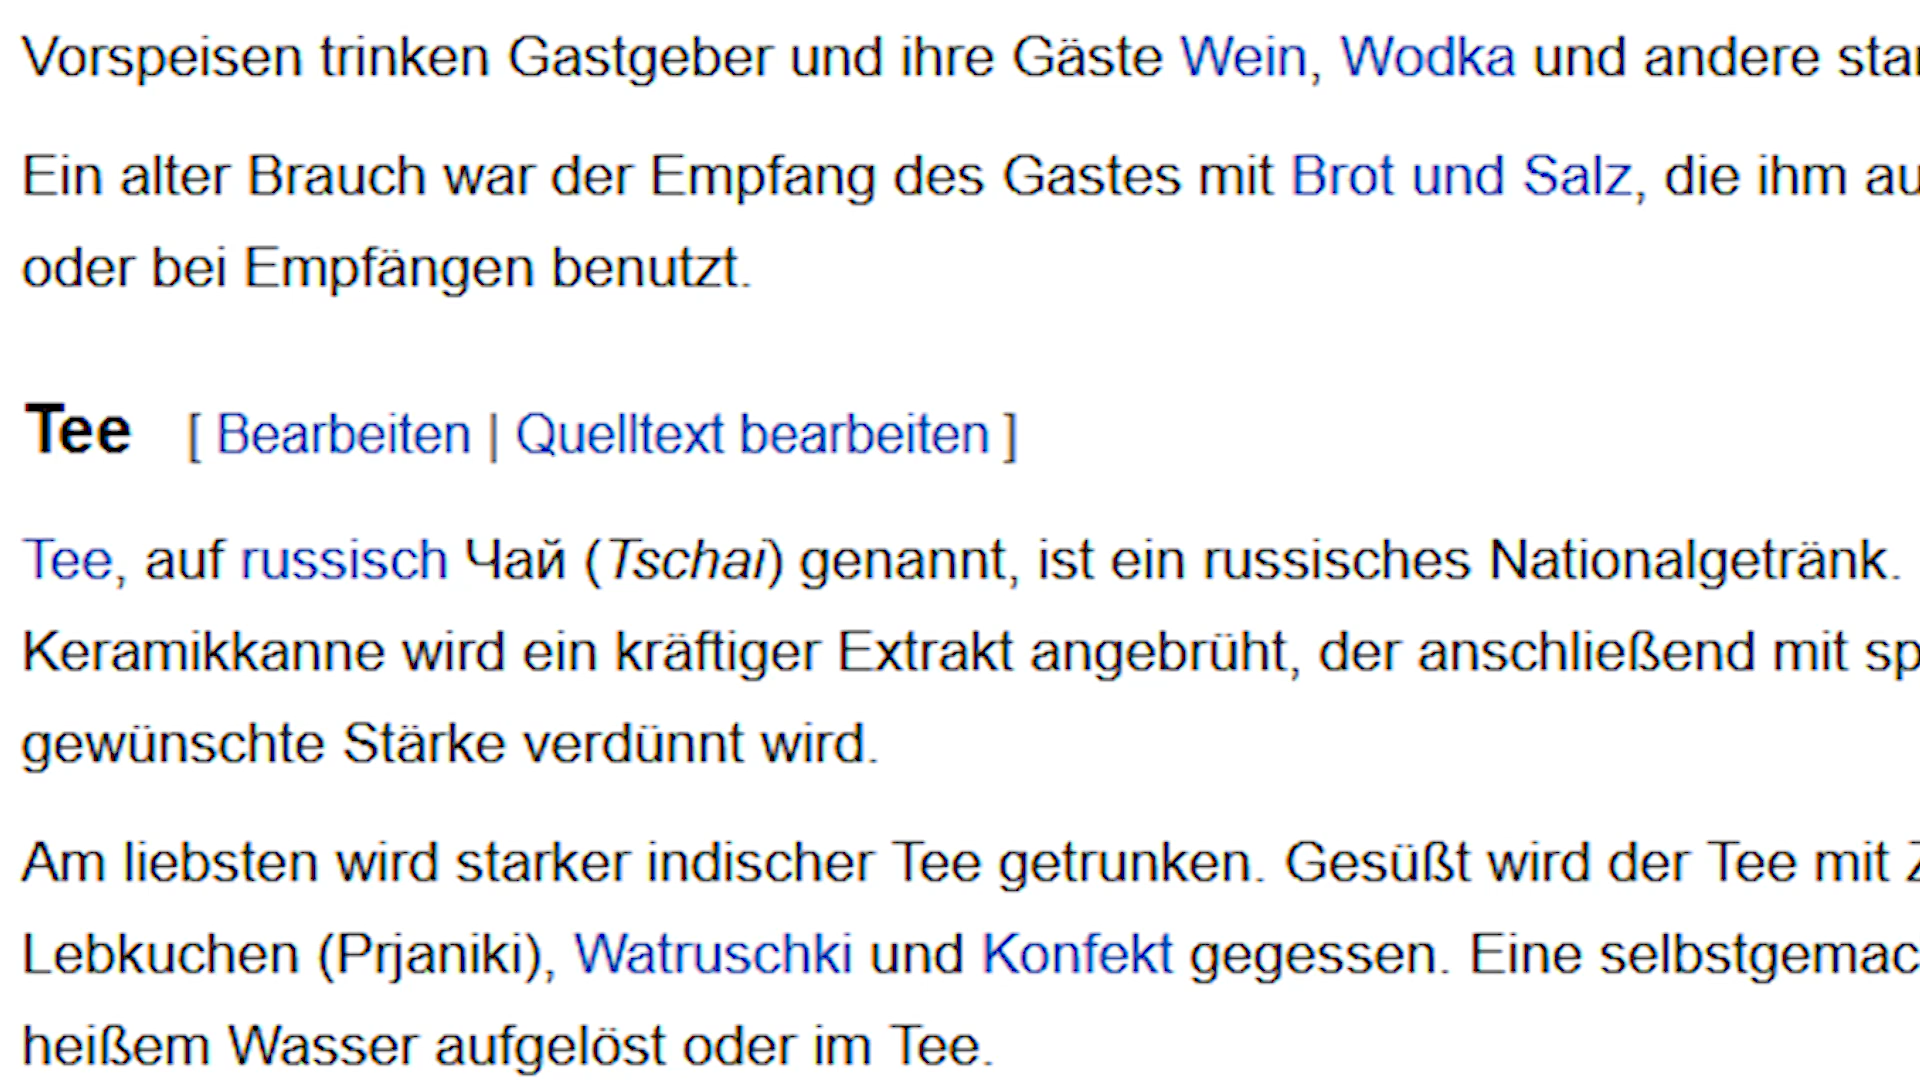 Vorspeisen trinken Gastgeber und ihre Gäste Wein, Wodka und andere
Ein alter Brauch war der Empfang des Gastes mit Brot und Salz, die ihm
oder bei Empfängen benutzt.
Tee [ Bearbeiten | Quelltext bearbeiten ]
Tee, auf russisch Чай (Tschai) genannt, ist ein russisches Nationalgetränk.
Keramikkanne wird ein kräftiger Extrakt angebrüht, der anschließend mit
gewünschte Stärke verdünnt wird.
Am liebsten wird starker indischer Tee getrunken. Gesüßt wird der Tee mit
Lebkuchen (Prjaniki), Watruschki und Konfekt gegessen. Eine
heißem Wasser aufgelöst oder im Tee.